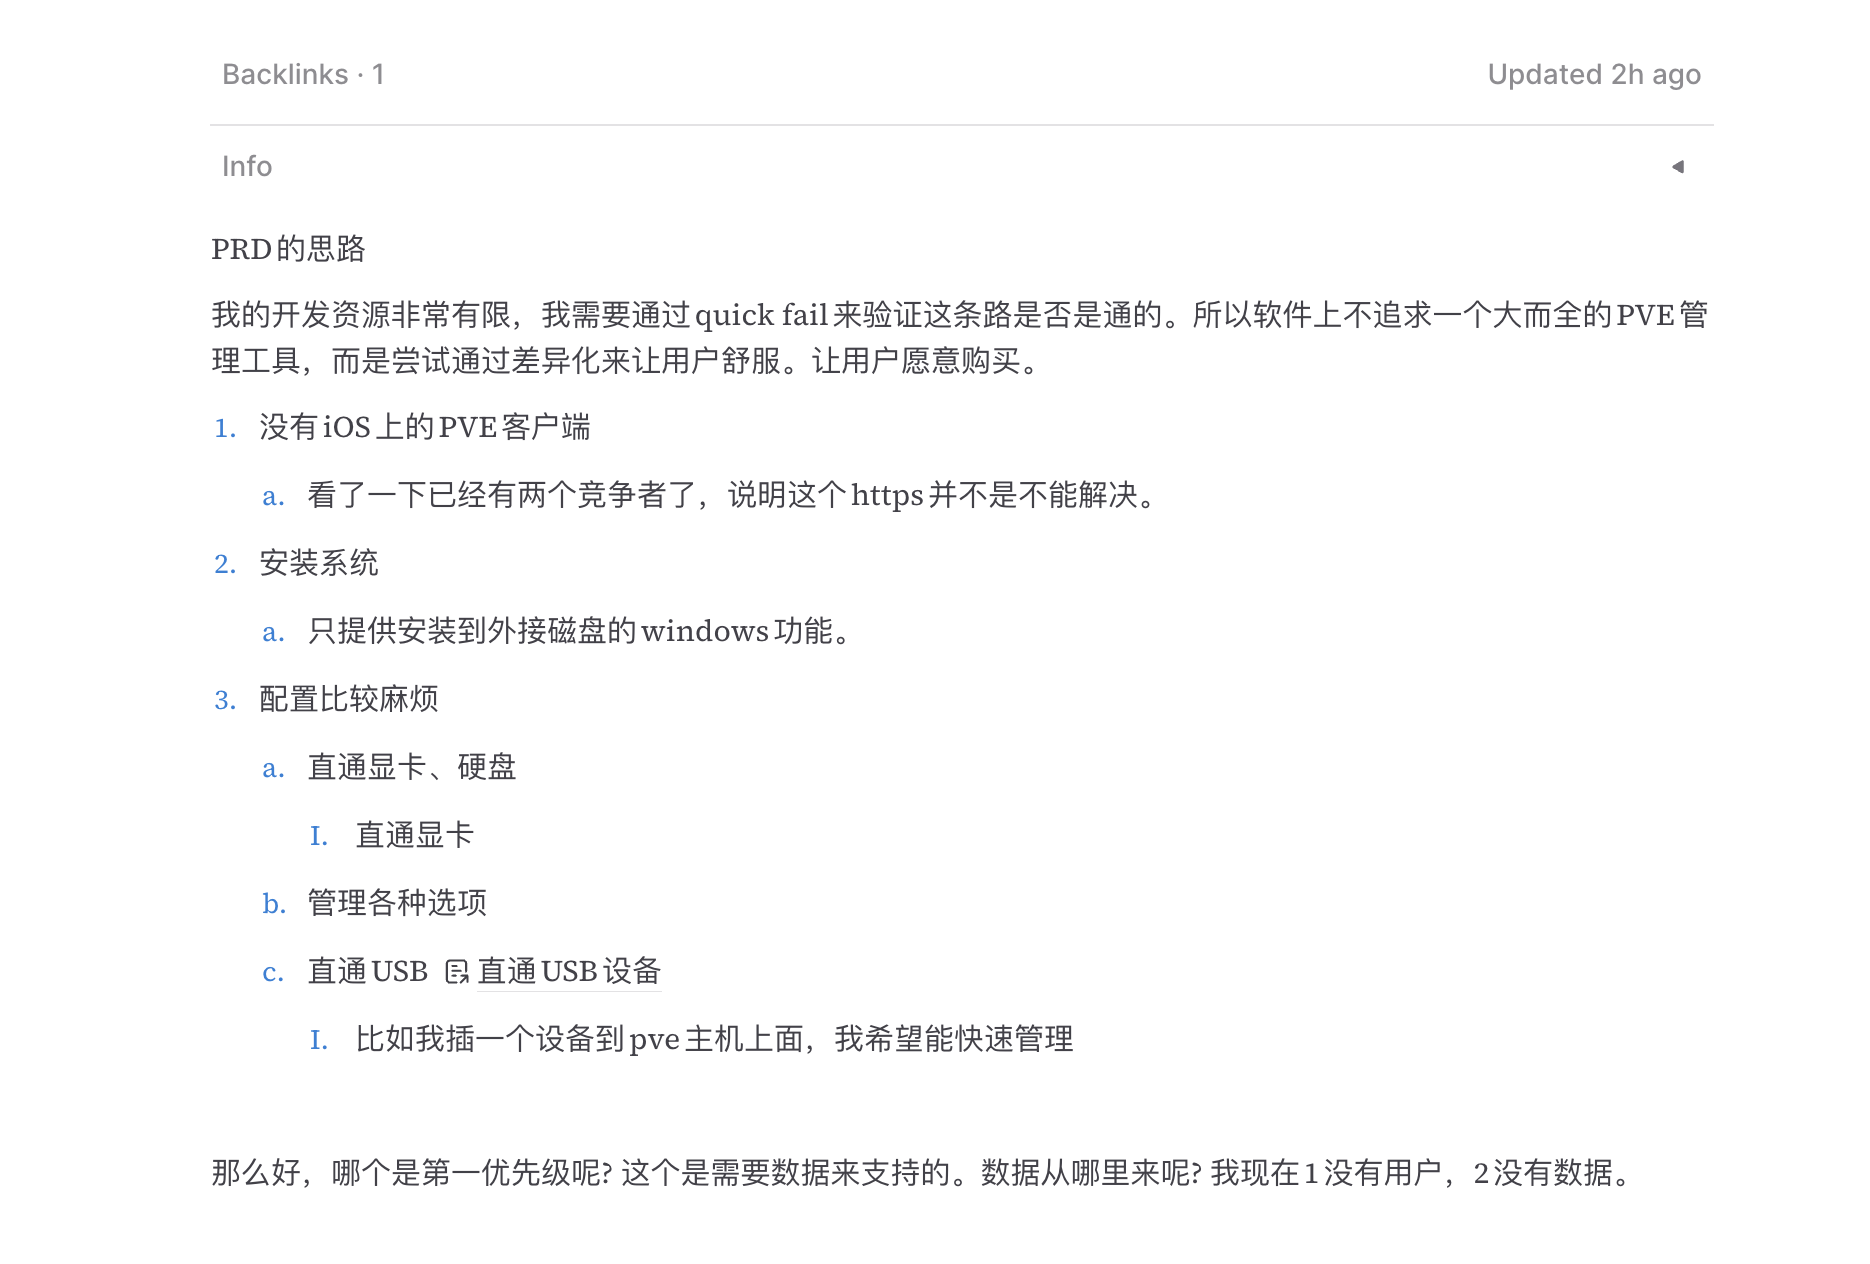 Backlinks · 1
Updated 2h ago
Info
PRD的思路
我的开发资源非常有限，我需要通过quick fail来验证这条路是否是通的。所以软件上不追求一个大而全的PVE管
理工具，而是尝试通过差异化来让用户舒服。让用户愿意购买。
1. 没有iOS上的PVE客户端
a. 看了一下已经有两个竞争者了，说明这个https并不是不能解决。
2. 安装系统
a. 只提供安装到外接磁盘的windows功能。
3. 配置比较麻烦
a. 直通显卡、硬盘
I. 直通显卡
b. 管理各种选项
c. 直通USB 直通USB设备
I. 比如我插一个设备到pve主机上面，我希望能快速管理
那么好，哪个是第一优先级呢? 这个是需要数据来支持的。数据从哪里来呢? 我现在1没有用户，2没有数据。